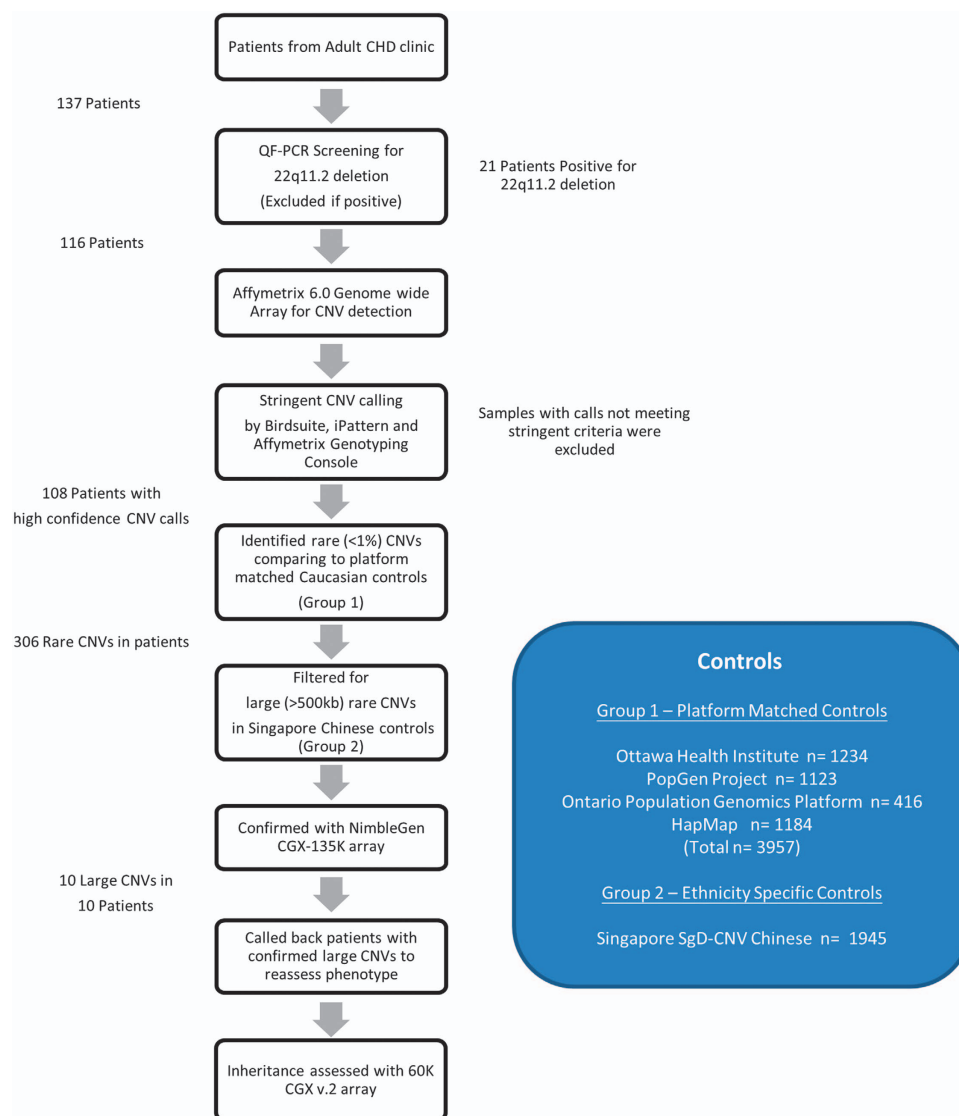 Patients from Adult CHD clinic
137 Patients
QF-PCR Screening for
22q11.2 deletion
(Excluded if positive)
21 Patients Positive for
22q11.2 deletion
116 Patients
Affymetrix 6.0 Genome wide
Array for CNV detection
Stringent CNV calling
by Birdsuite, iPattern and
Affymetrix Genotyping
Console
Samples with calls not meeting
stringent criteria were
excluded
108 Patients with
high confidence CNV calls
Identified rare (<1%) CNVs
comparing to platform
matched Caucasian controls
(Group 1)
306 Rare CNVs in patients
Filtered for
large (>500kb) rare CNVs
in Singapore Chinese controls
(Group 2)
Confirmed with NimbleGen
CGX-135K array
10 Large CNVs in
10 Patients
Called back patients with
confirmed large CNVs to
reassess phenotype
Inheritance assessed with 60K
CGX v.2 array
Controls
Group 1 – Platform Matched Controls
Ottawa Health Institute n= 1234
PopGen Project n= 1123
Ontario Population Genomics Platform n= 416
HapMap n= 1184
(Total n= 3957)
Group 2 – Ethnicity Specific Controls
Singapore SgD-CNV Chinese n= 1945